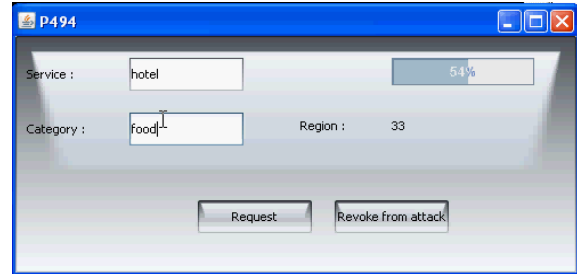 P494
Service : hotel 54%
Category : food Region : 33
Request Revoke from attack